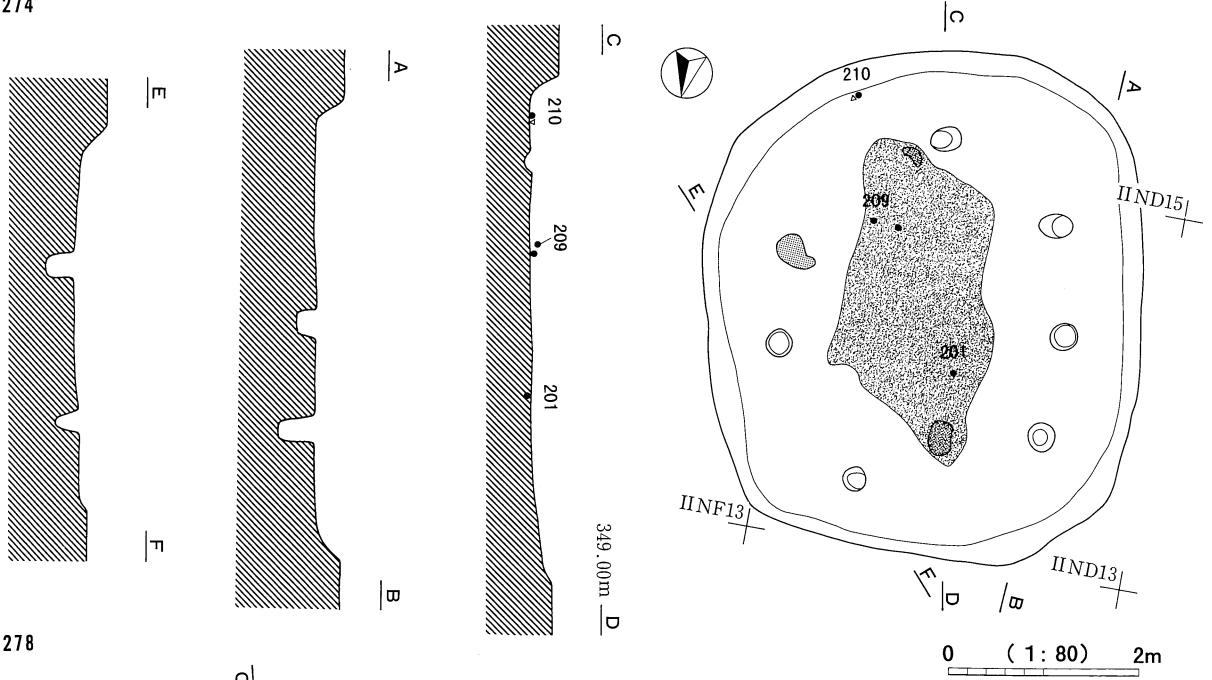 274
E
F
A
B
C
210
209
201
349.00m
D
C
A
210
E
IIND15
209
201
IINF13
IIND13
F
D
B
0 (1:80) 2m
278
C